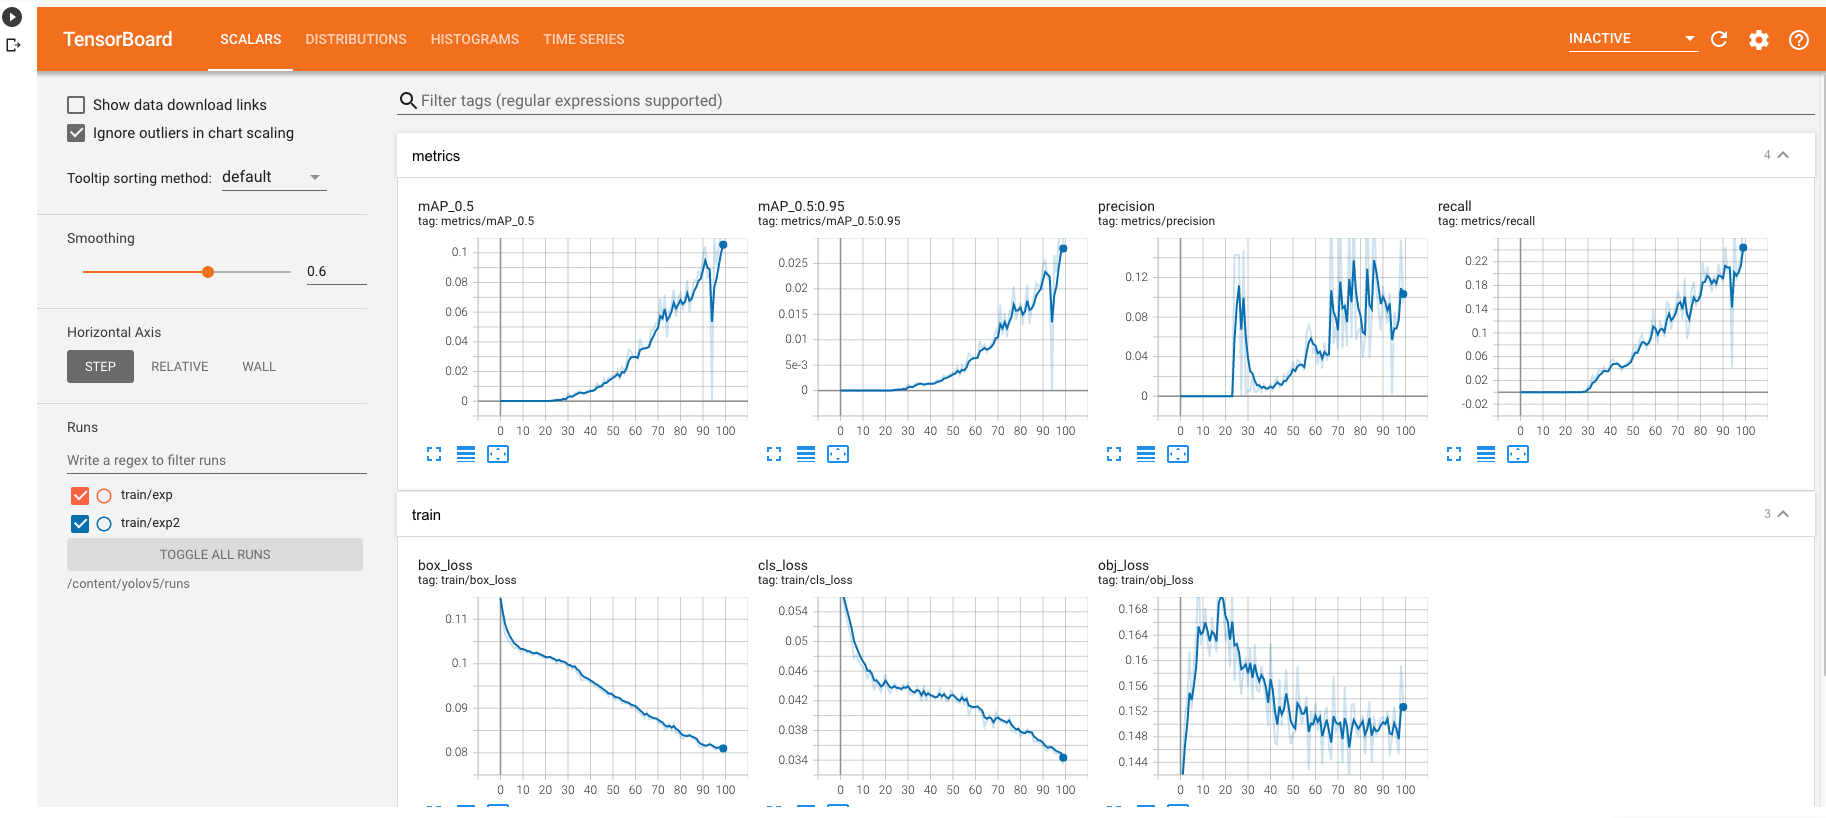 TensorBoard SCALARS DISTRIBUTIONS HISTOGRAMS TIME SERIES INACTIVE
Show data download links
Ignore outliers in chart scaling
Tooltip sorting method: default
Smoothing
0.6
Horizontal Axis
STEP RELATIVE WALL
Runs
Write a regex to filter runs
train/exp
train/exp2
TOGGLE ALL RUNS
/content/yolov5/runs
Filter tags (regular expressions supported)
metrics 4
mAP_0.5
tag: metrics/mAP_0.5
0.1
0.08
0.06
0.04
0.02
0
0 10 20 30 40 50 60 70 80 90 100
mAP_0.5:0.95
tag: metrics/mAP_0.5:0.95
0.025
0.02
0.015
0.01
5e-3
0
0 10 20 30 40 50 60 70 80 90 100
precision
tag: metrics/precision
0.12
0.08
0.04
0
0 10 20 30 40 50 60 70 80 90 100
recall
tag: metrics/recall
0.22
0.18
0.14
0.1
0.06
0.02
-0.02
0 10 20 30 40 50 60 70 80 90 100
train 3
box_loss
tag: train/box_loss
0.11
0.1
0.09
0.08
0 10 20 30 40 50 60 70 80 90 100
cls_loss
tag: train/cls_loss
0.054
0.05
0.046
0.042
0.038
0.034
0 10 20 30 40 50 60 70 80 90 100
obj_loss
tag: train/obj_loss
0.168
0.164
0.16
0.156
0.152
0.148
0.144
0 10 20 30 40 50 60 70 80 90 100